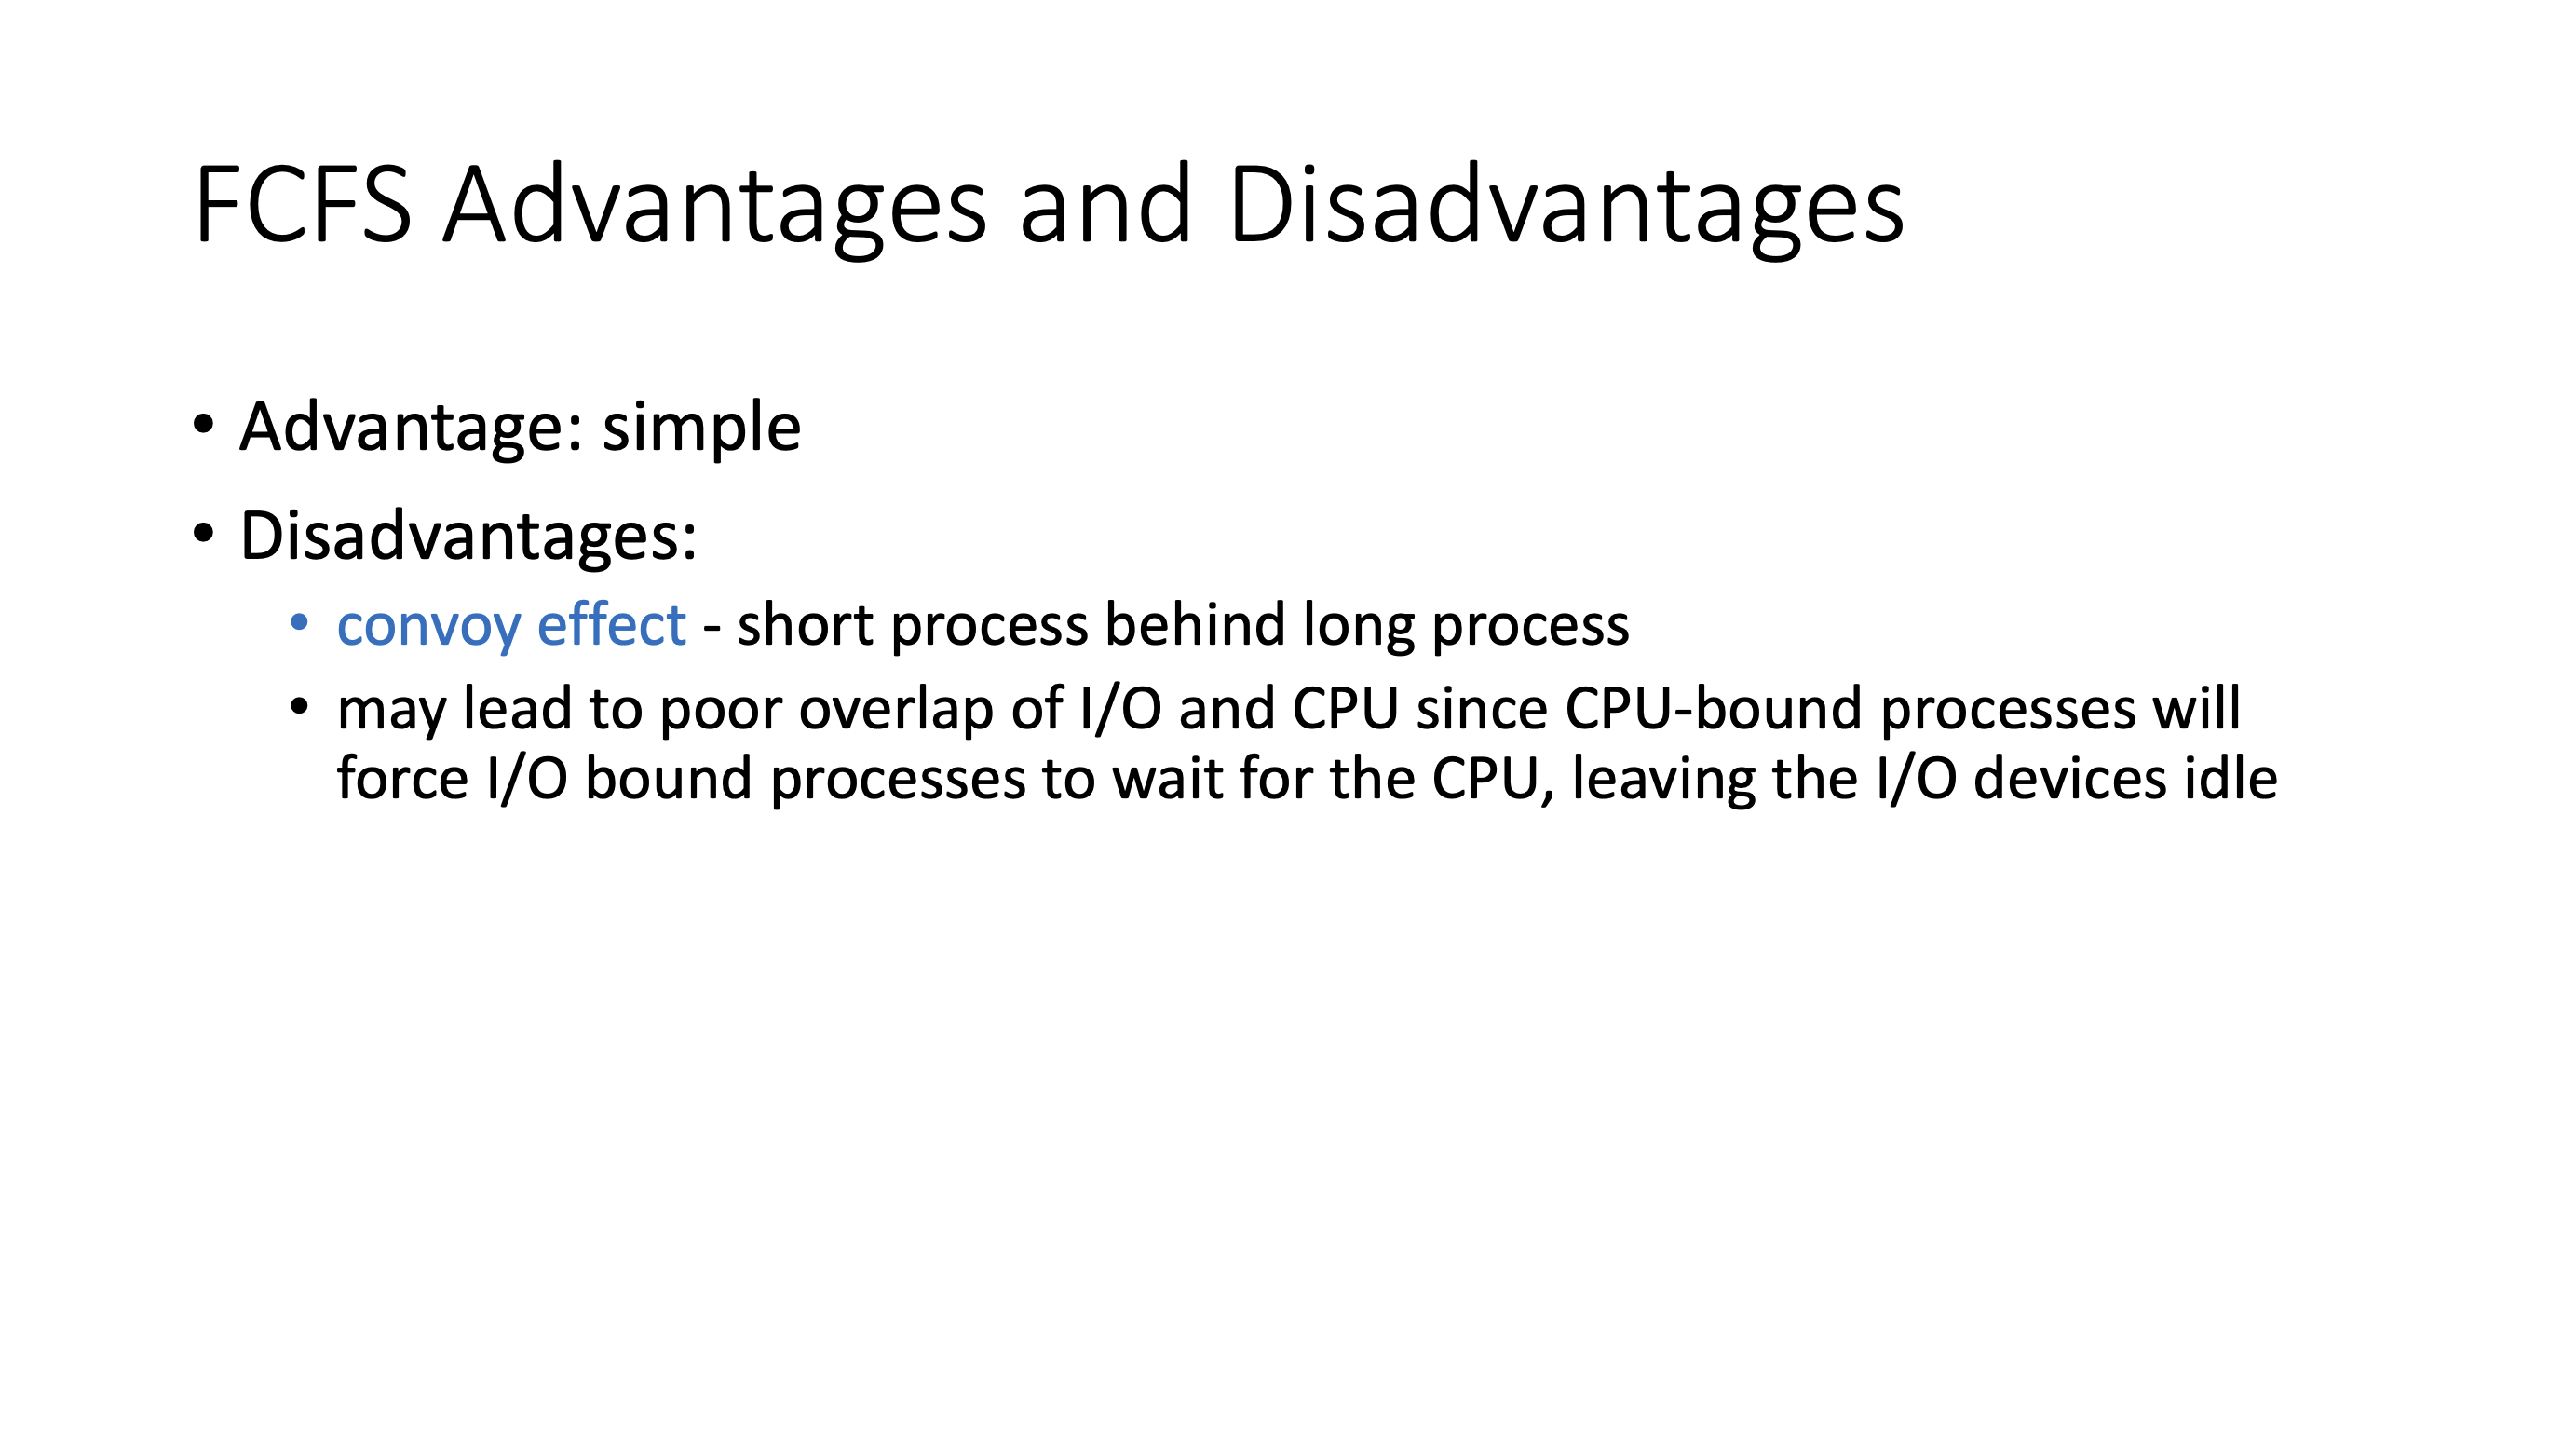 FCFS Advantages and Disadvantages
• Advantage: simple
• Disadvantages:
• convoy effect - short process behind long process
• may lead to poor overlap of I/O and CPU since CPU-bound processes will
force I/O bound processes to wait for the CPU, leaving the I/O devices idle